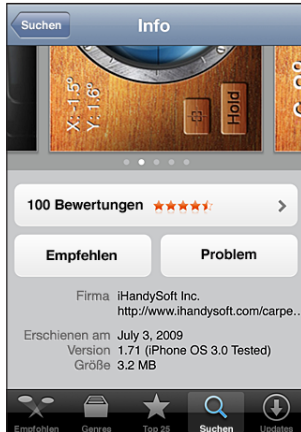 Suchen
Info
X:-1.5°
Y: 1.6°
Hold
100 Bewertungen
Empfehlen
Problem
Firma iHandySoft Inc.
http://www.ihandysoft.com/carpe...
Erschienen am July 3, 2009
Version 1.71 (iPhone OS 3.0 Tested)
Größe 3.2 MB
Empfohlen Genres Top 25 Suchen Updates